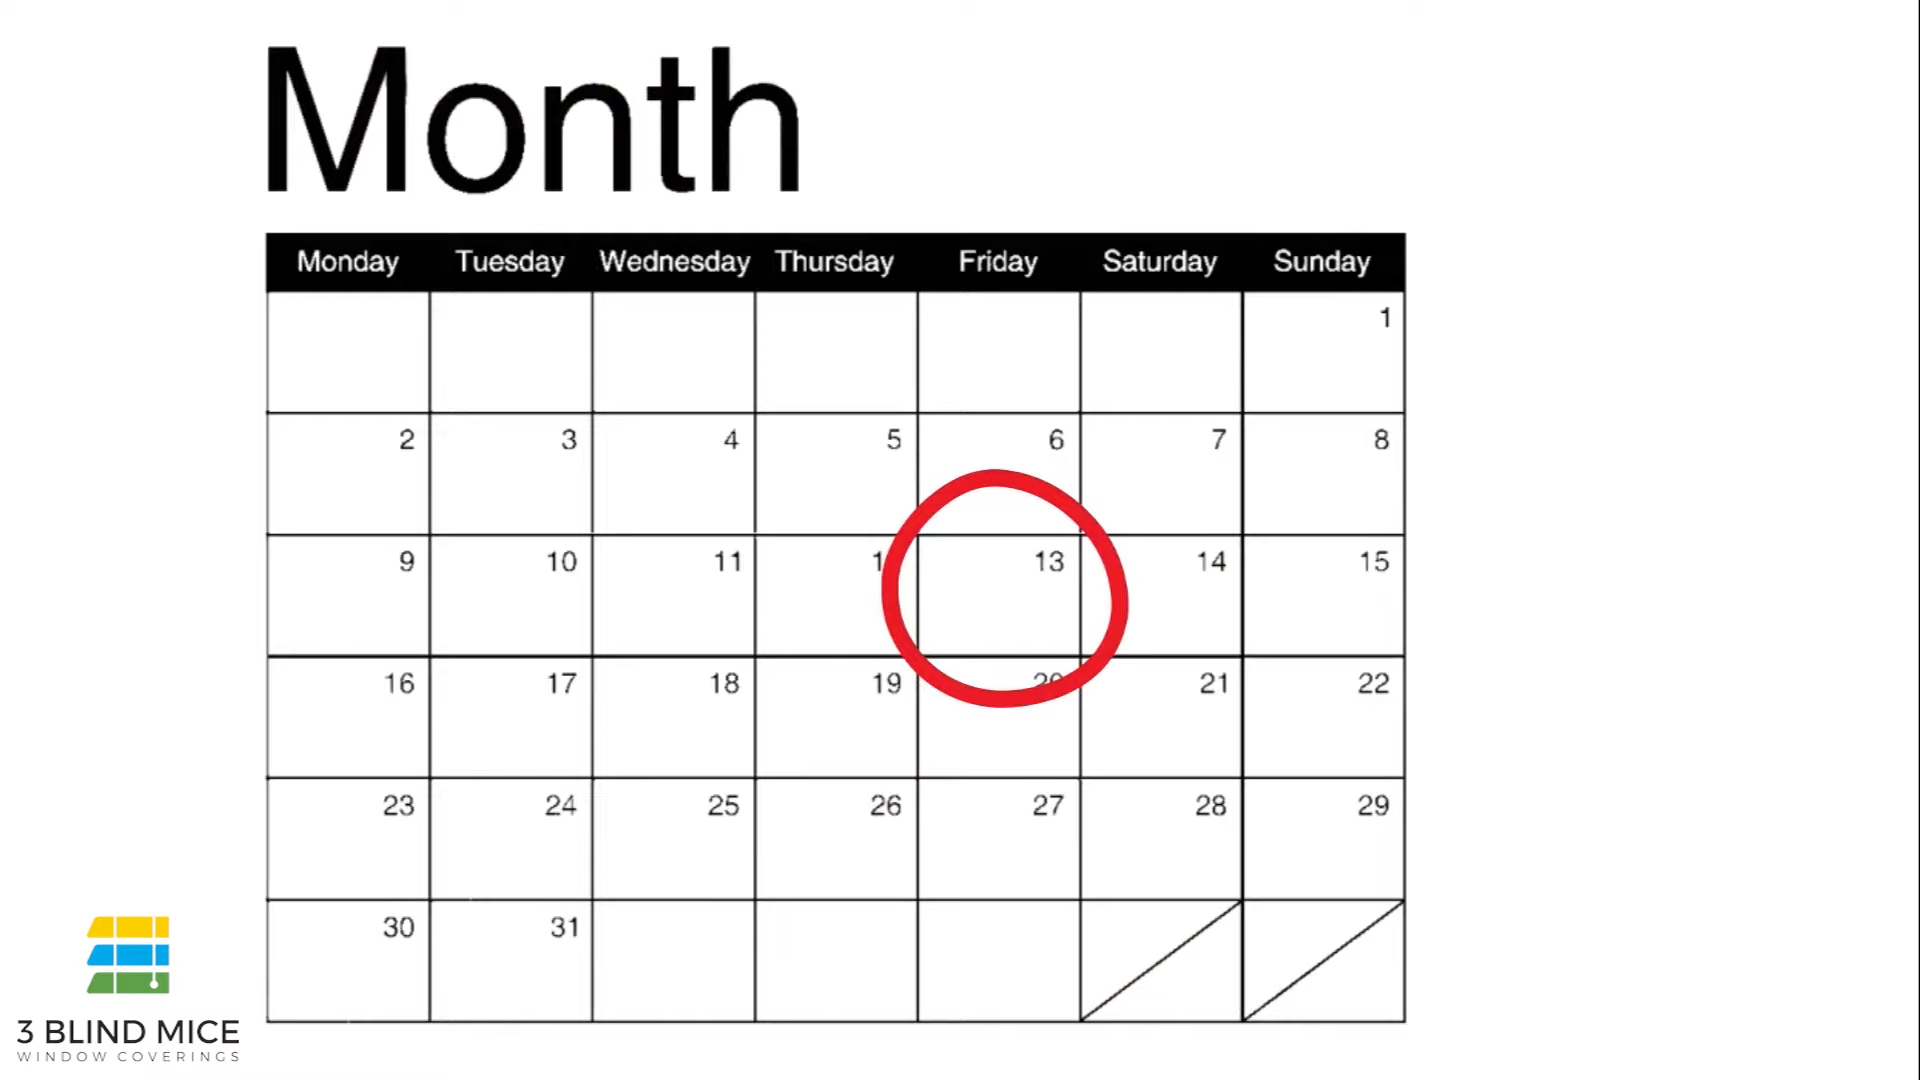 Month
Monday Tuesday Wednesday Thursday Friday Saturday Sunday
1
2 3 4 5 6 7 8
9 10 11 13 14 15
16 17 18 19 20 21 22
23 24 25 26 27 28 29
30 31
3 BLIND MICE
WINDOW COVERINGS